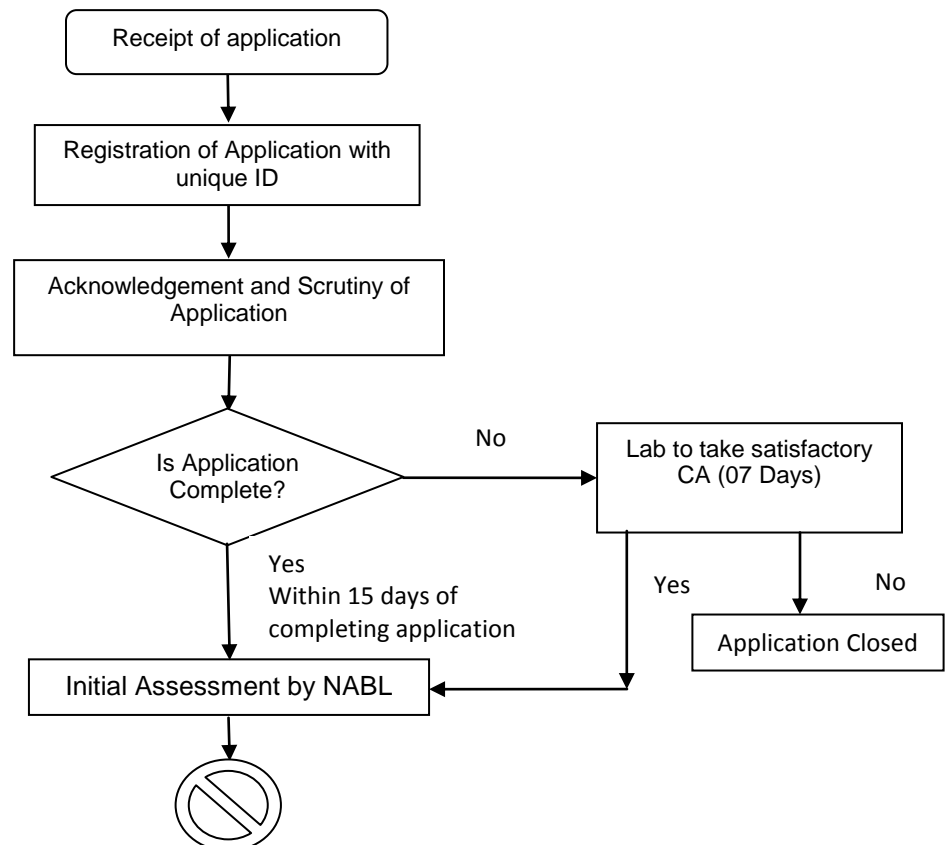 Receipt of application
Registration of Application with
unique ID
Acknowledgement and Scrutiny of
Application
Is Application
Complete?
No
Lab to take satisfactory
CA (07 Days)
Yes
Within 15 days of
completing application
Yes
No
Application Closed
Initial Assessment by NABL